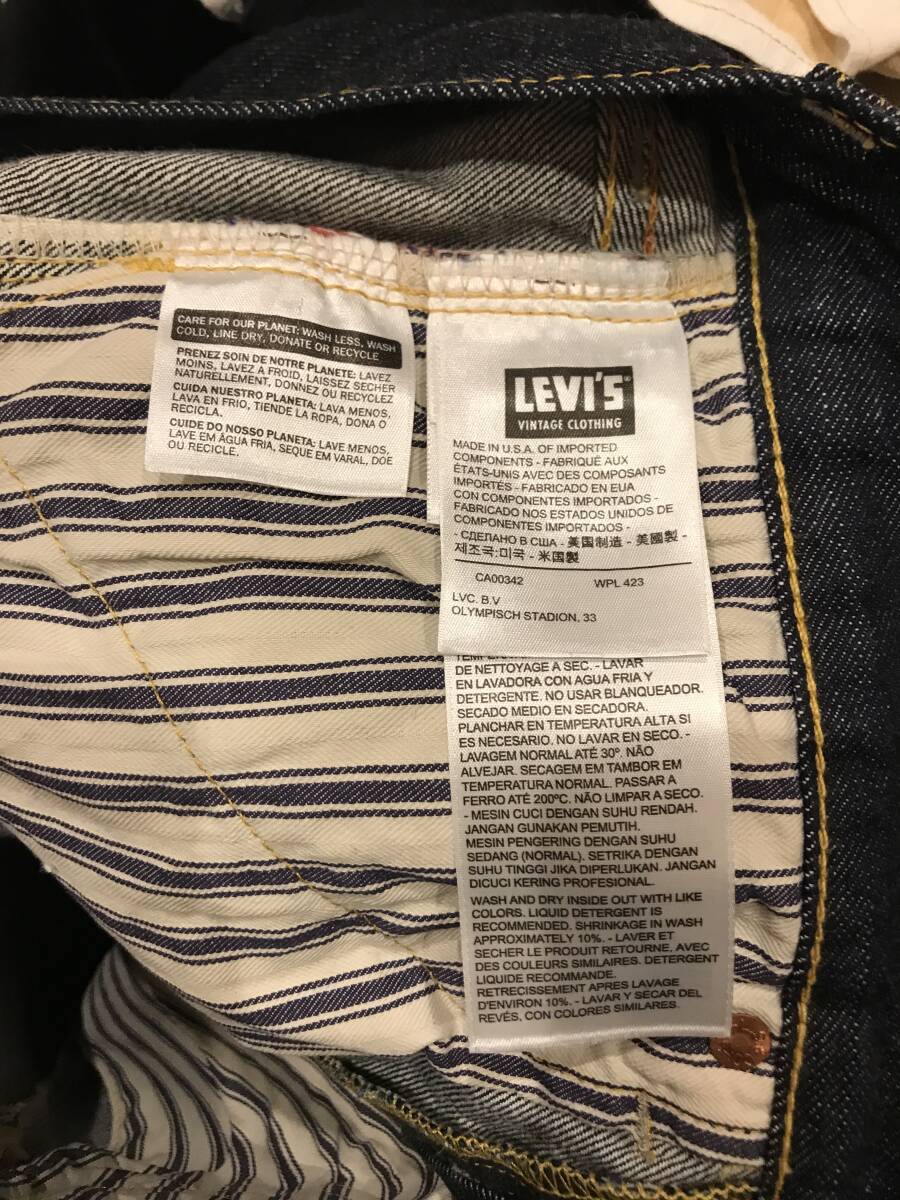 CARE FOR OUR PLANET: WASH LESS, WASH
COLD, LINE DRY, DONATE OR RECYCLE
PRENEZ SOIN DE NOTRE PLANETE: LAVEZ
MOINS, LAVEZ A FROID, LAISSEZ SECHER
NATURELLEMENT, DONNEZ OU RECYCLEZ
CUIDA NUESTRO PLANETA: LAVA MENOS,
LAVA EN FRIO, TIENDE LA ROPA, DONA O
RECICLA.
CUIDE DO NOSSO PLANETA: LAVE MENOS,
LAVE EM ÁGUA FRIA, SEQUE EM VARAL, DOE
OU RECICLE.
LEVI'S
VINTAGE CLOTHING
MADE IN U.S.A. OF IMPORTED
COMPONENTS - FABRIQUÉ AUX
ÉTATS-UNIS AVEC DES COMPOSANTS
IMPORTÉS - FABRICADO EN EUA
CON COMPONENTES IMPORTADOS -
FABRICADO NOS ESTADOS UNIDOS DE
COMPONENTES IMPORTADOS -
- СДЕЛАНО В США - 美国制造 - 美國製 -
제조국:미국 - 米国製
CA00342 WPL 423
LVC. B.V
OLYMPISCH STADION. 33
DE NETTOYAGE A SEC. - LAVAR
EN LAVADORA CON AGUA FRIA Y
DETERGENTE. NO USAR BLANQUEADOR.
SECADO MEDIO EN SECADORA.
PLANCHAR EN TEMPERATURA ALTA SI
ES NECESARIO. NO LAVAR EN SECO. -
LAVAGEM NORMAL ATÉ 30º. NÃO
ALVEJAR. SECAGEM EM TAMBOR EM
TEMPERATURA NORMAL. PASSAR A
FERRO ATÉ 200ºC. NÃO LIMPAR A SECO.
- MESIN CUCI DENGAN SUHU RENDAH.
JANGAN GUNAKAN PEMUTIH.
MESIN PENGERING DENGAN SUHU
SEDANG (NORMAL). SETRIKA DENGAN
SUHU TINGGI JIKA DIPERLUKAN. JANGAN
DICUCI KERING PROFESIONAL.
WASH AND DRY INSIDE OUT WITH LIKE
COLORS. LIQUID DETERGENT IS
RECOMMENDED. SHRINKAGE IN WASH
APPROXIMATELY 10%. - LAVER ET
SECHER LE PRODUIT RETOURNE. AVEC
DES COULEURS SIMILAIRES. DETERGENT
LIQUIDE RECOMMANDE.
RETRECISSEMENT APRES LAVAGE
D'ENVIRON 10%. - LAVAR Y SECAR DEL
REVÉS, CON COLORES SIMILARES.